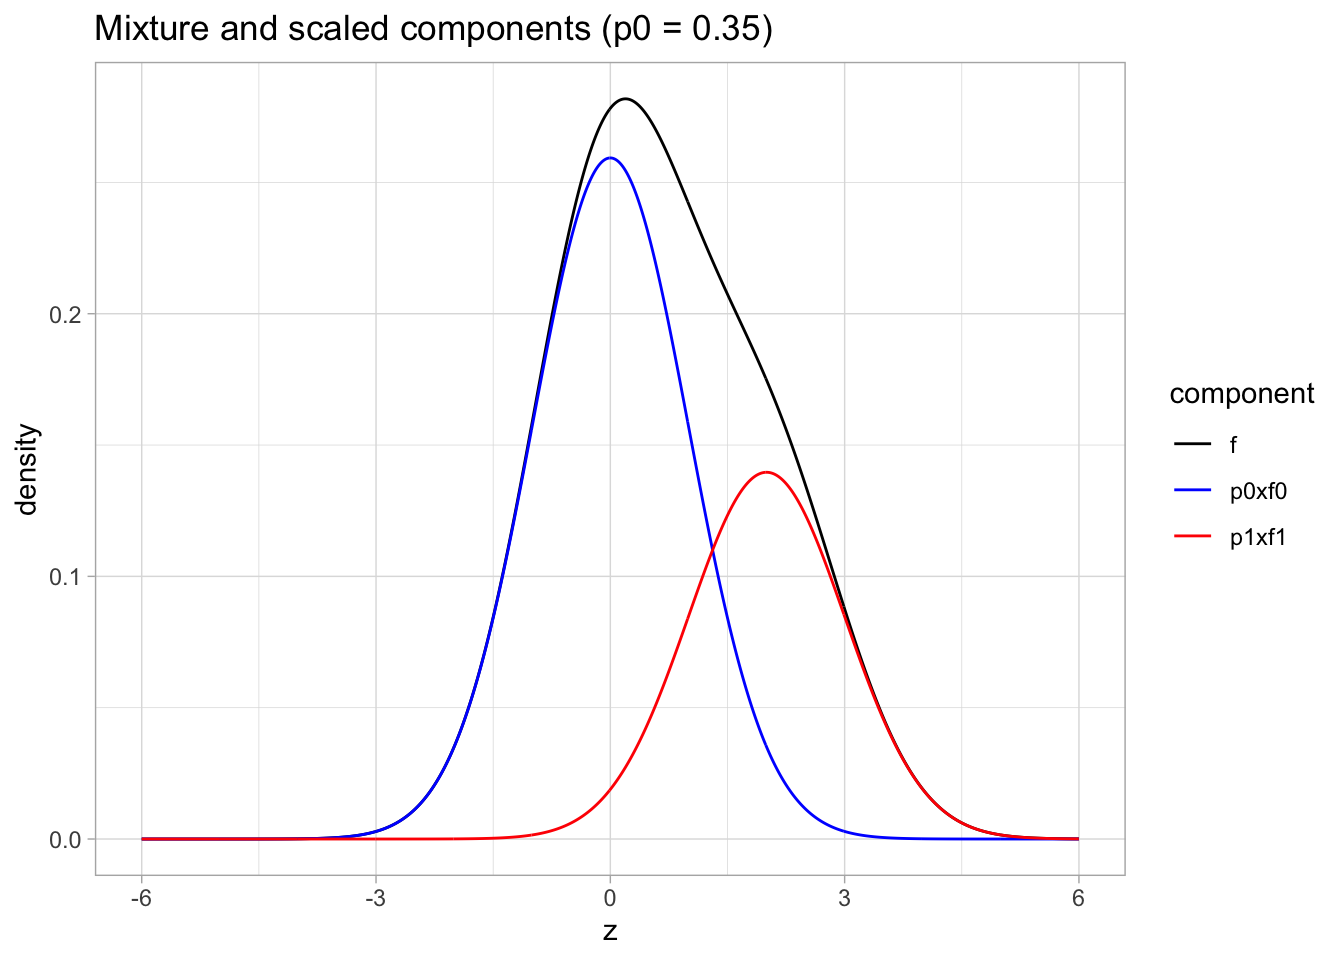 Mixture and scaled components (p0 = 0.35)
density
0.2
0.1
0.0
-6 -3 0 3 6
z
component
f
p0xf0
p1xf1